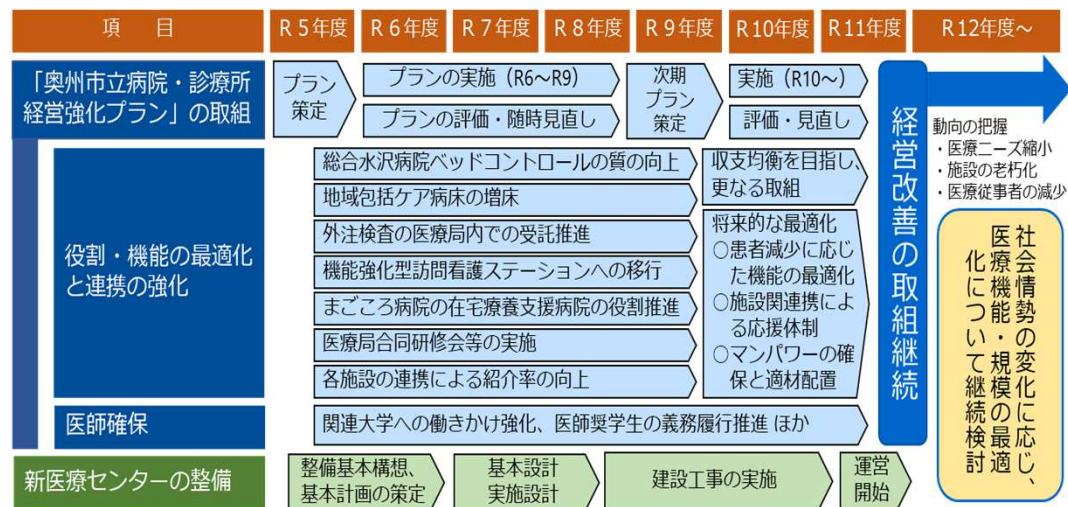 項　目
R5年度
R6年度
R7年度
R8年度
R9年度
R10年度
R11年度
R12年度～
「奥州市立病院・診療所
経営強化プラン」の取組
プラン
策定
プランの実施（R6～R9）
プランの評価・随時見直し
次期
プラン
策定
実施（R10～）
評価・見直し
役割・機能の最適化
と連携の強化
総合水沢病院ベッドコントロールの質の向上
地域包括ケア病床の増床
外注検査の医療局内での受託推進
機能強化型訪問看護ステーションへの移行
まごころ病院の在宅療養支援病院の役割推進
医療局合同研修会等の実施
各施設の連携による紹介率の向上
収支均衡を目指し、
更なる取組
将来的な最適化
○患者減少に応じ
た機能の最適化
○施設関連携によ
る応援体制
○マンパワーの確
保と適材配置
医師確保
関連大学への働きかけ強化、医師奨学生の義務履行推進 ほか
経営改善の取組継続
動向の把握
・医療ニーズ縮小
・施設の老朽化
・医療従事者の減少
社会情勢の変化に応じ、
医療機能・規模の最適
化について継続検討
新医療センターの整備
整備基本構想、
基本計画の策定
基本設計
実施設計
建設工事の実施
運営
開始